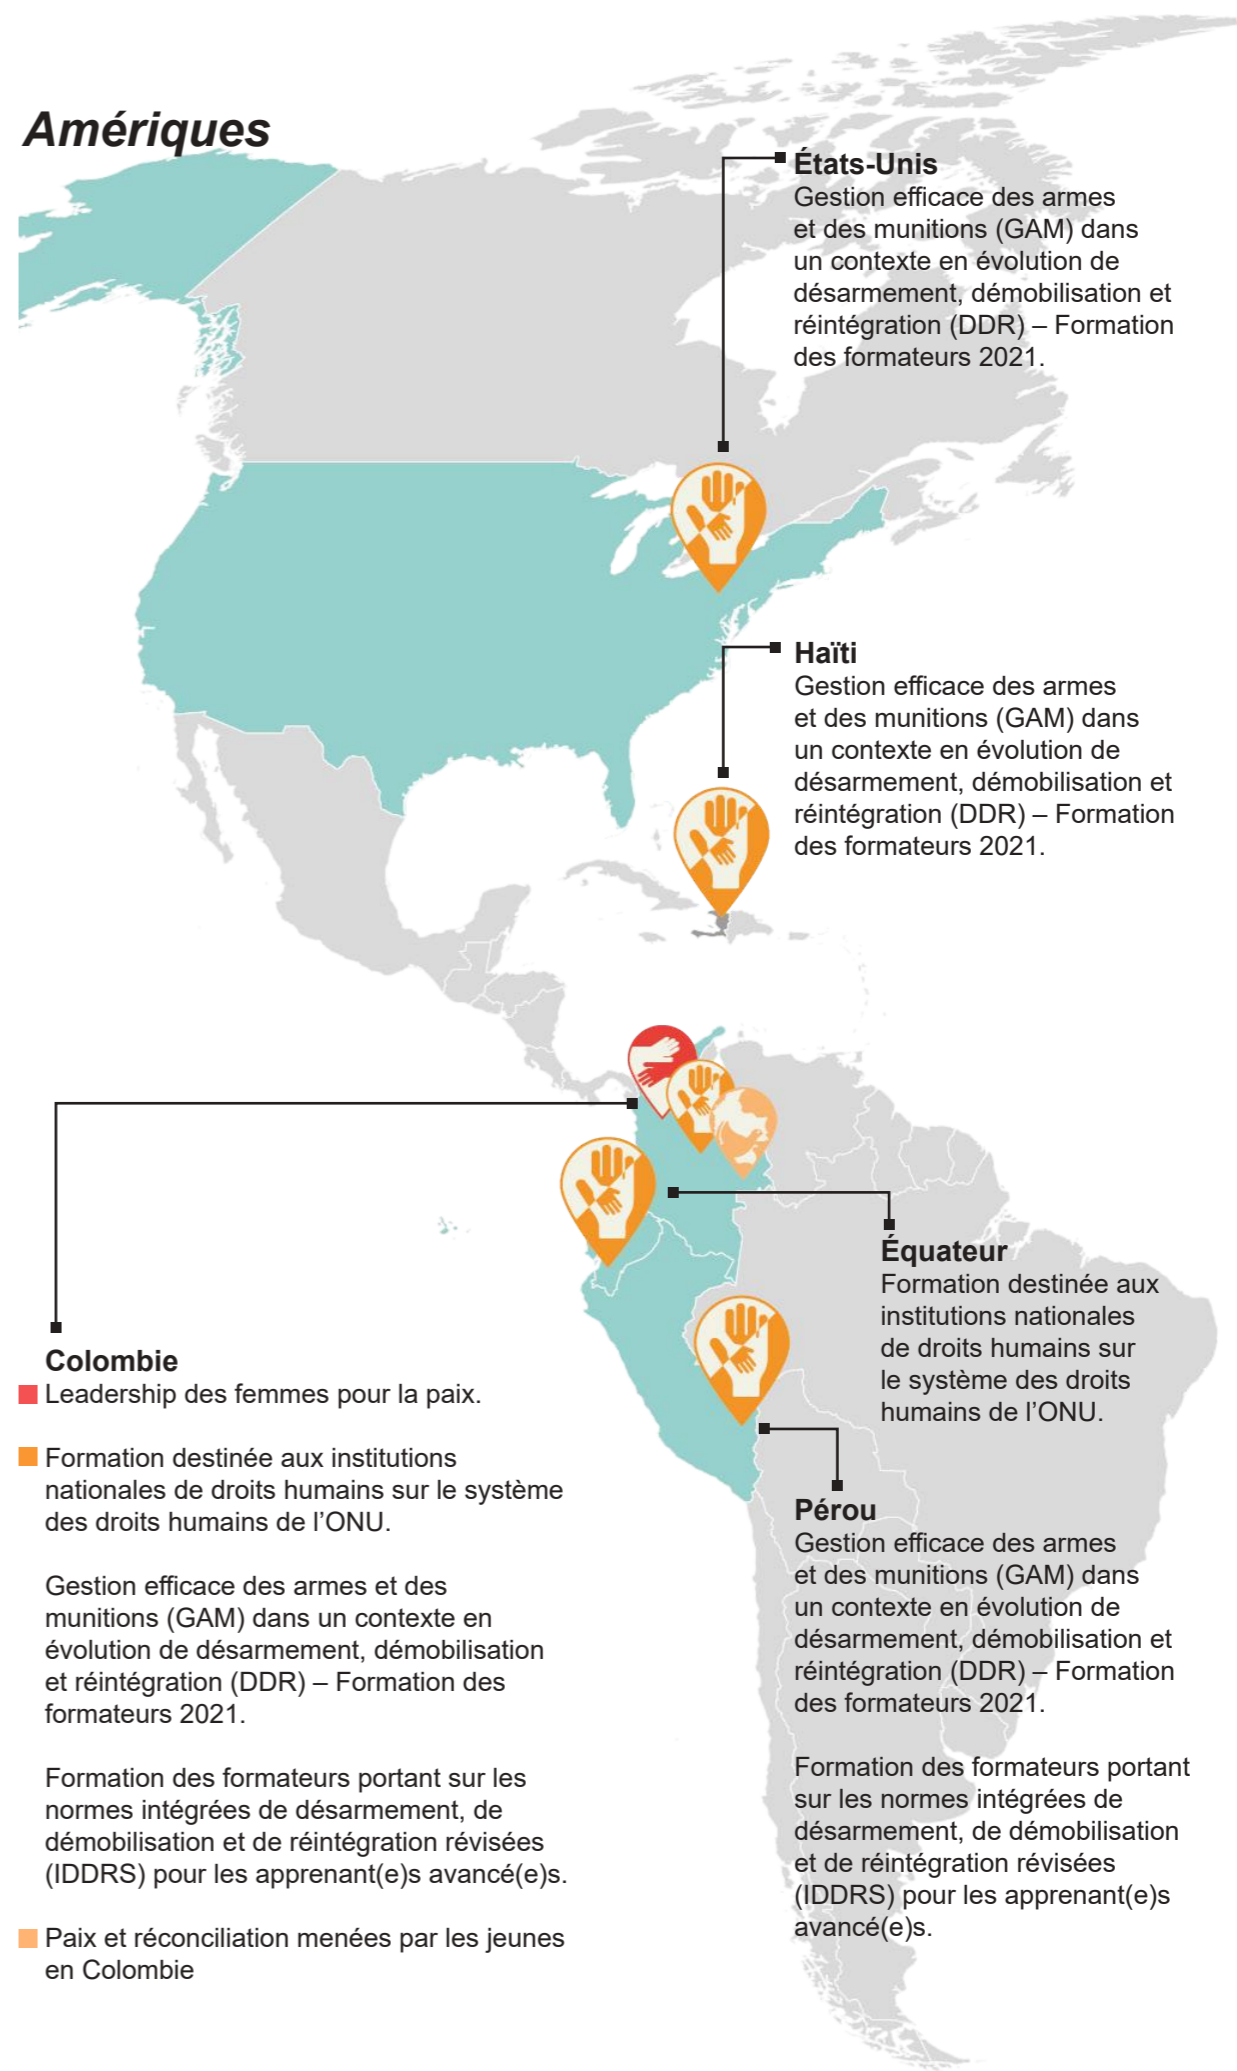 Amériques
États-Unis
Gestion efficace des armes
et des munitions (GAM) dans
un contexte en évolution de
désarmement, démobilisation et
réintégration (DDR) – Formation
des formateurs 2021.
Haïti
Gestion efficace des armes
et des munitions (GAM) dans
un contexte en évolution de
désarmement, démobilisation et
réintégration (DDR) – Formation
des formateurs 2021.
Équateur
Formation destinée aux
institutions nationales
de droits humains sur
le système des droits
humains de l’ONU.
Colombie
Leadership des femmes pour la paix.
Formation destinée aux institutions
nationales de droits humains sur le système
des droits humains de l’ONU.
Gestion efficace des armes et des
munitions (GAM) dans un contexte en
évolution de désarmement, démobilisation
et réintégration (DDR) – Formation des
formateurs 2021.
Formation des formateurs portant sur les
normes intégrées de désarmement, de
démobilisation et de réintégration révisées
(IDDRS) pour les apprenant(e)s avancé(e)s.
Paix et réconciliation menées par les jeunes
en Colombie
Pérou
Gestion efficace des armes
et des munitions (GAM) dans
un contexte en évolution de
désarmement, démobilisation et
réintégration (DDR) – Formation
des formateurs 2021.
Formation des formateurs portant
sur les normes intégrées de
désarmement, de démobilisation
et de réintégration révisées
(IDDRS) pour les apprenant(e)s
avancé(e)s.